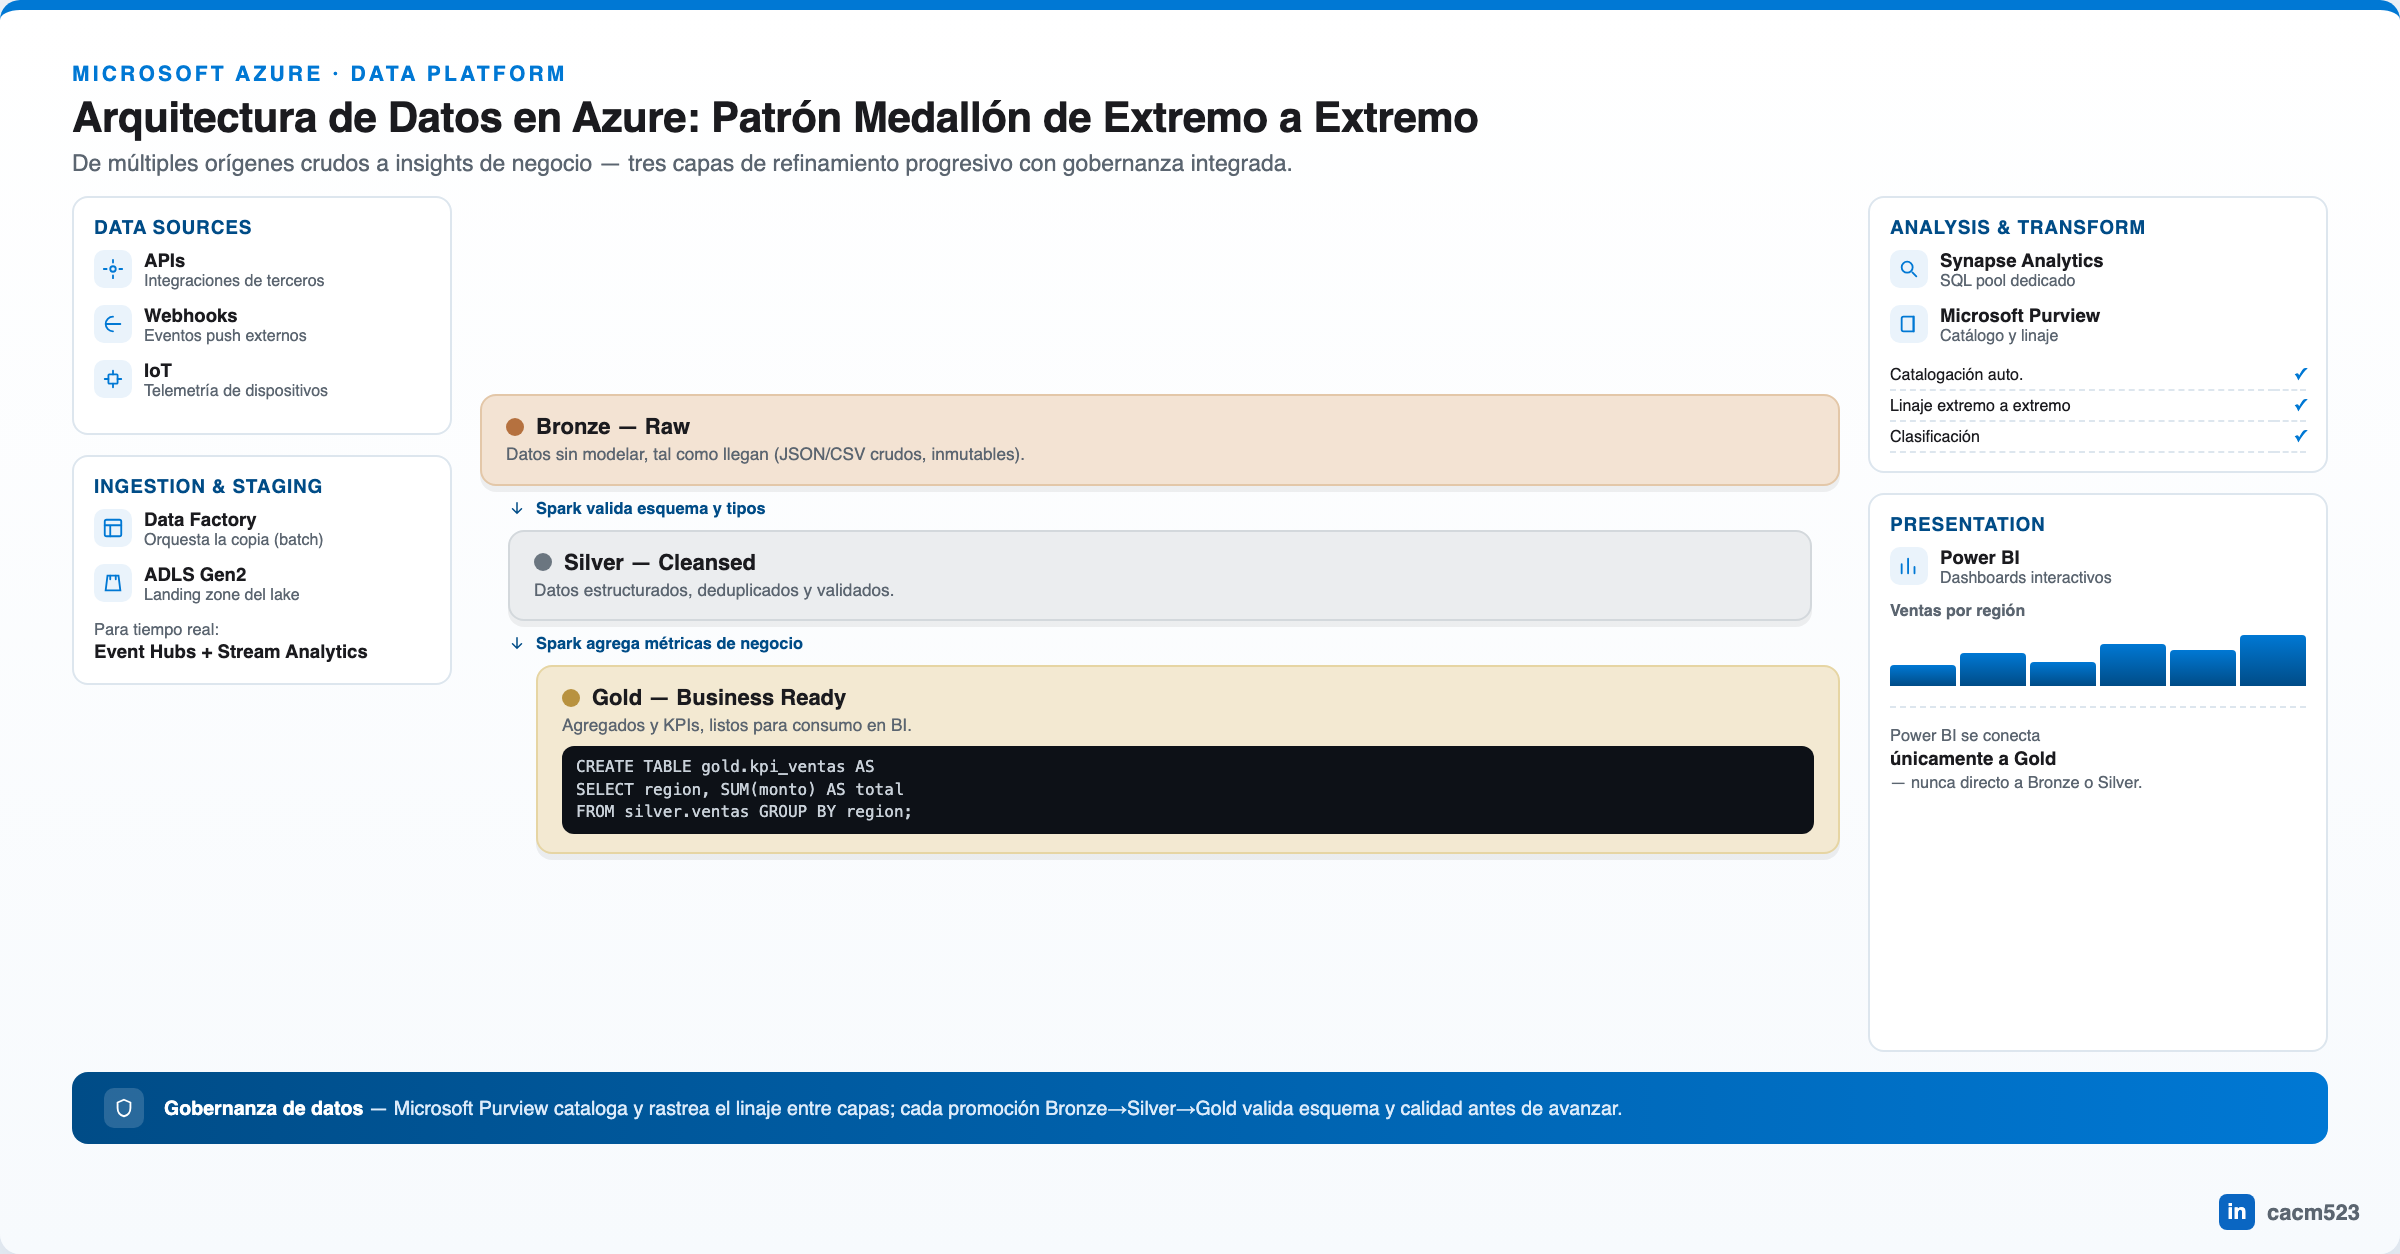 MICROSOFT AZURE · DATA PLATFORM
Arquitectura de Datos en Azure: Patrón Medallón de Extremo a Extremo
De múltiples orígenes crudos a insights de negocio — tres capas de refinamiento progresivo con gobernanza integrada.
DATA SOURCES
APIs
Integraciones de terceros
Webhooks
Eventos push externos
IoT
Telemetría de dispositivos
INGESTION & STAGING
Data Factory
Orquesta la copia (batch)
ADLS Gen2
Landing zone del lake
Para tiempo real:
Event Hubs + Stream Analytics
Bronze — Raw
Datos sin modelar, tal como llegan (JSON/CSV crudos, inmutables).
↓ Spark valida esquema y tipos
Silver — Cleansed
Datos estructurados, deduplicados y validados.
↓ Spark agrega métricas de negocio
Gold — Business Ready
Agregados y KPIs, listos para consumo en BI.
CREATE TABLE gold.kpi_ventas AS
SELECT region, SUM(monto) AS total
FROM silver.ventas GROUP BY region;
ANALYSIS & TRANSFORM
Synapse Analytics
SQL pool dedicado
Microsoft Purview
Catálogo y linaje
Catalogación auto. ✓
Linaje extremo a extremo ✓
Clasificación ✓
PRESENTATION
Power BI
Dashboards interactivos
Ventas por región
Power BI se conecta
únicamente a Gold
— nunca directo a Bronze o Silver.
Gobernanza de datos — Microsoft Purview cataloga y rastrea el linaje entre capas; cada promoción Bronze→Silver→Gold valida esquema y calidad antes de avanzar.
in cacm523